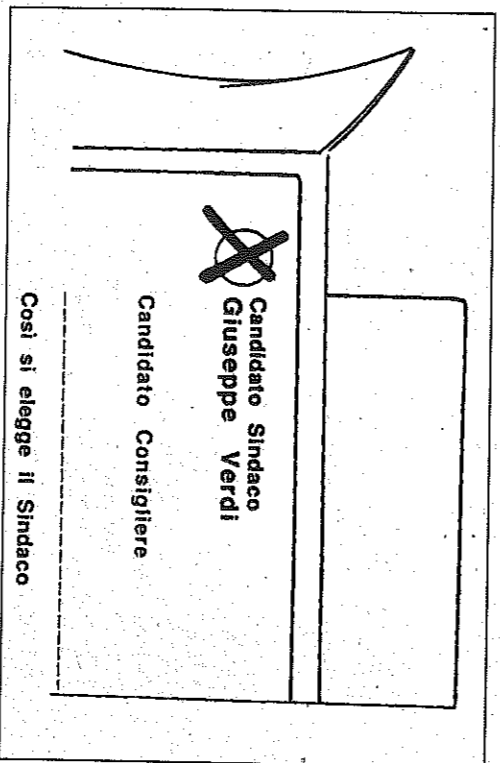 Candidato Sindaco
Giuseppe Verdi
Candidato Consigliere
Così si elegge il Sindaco